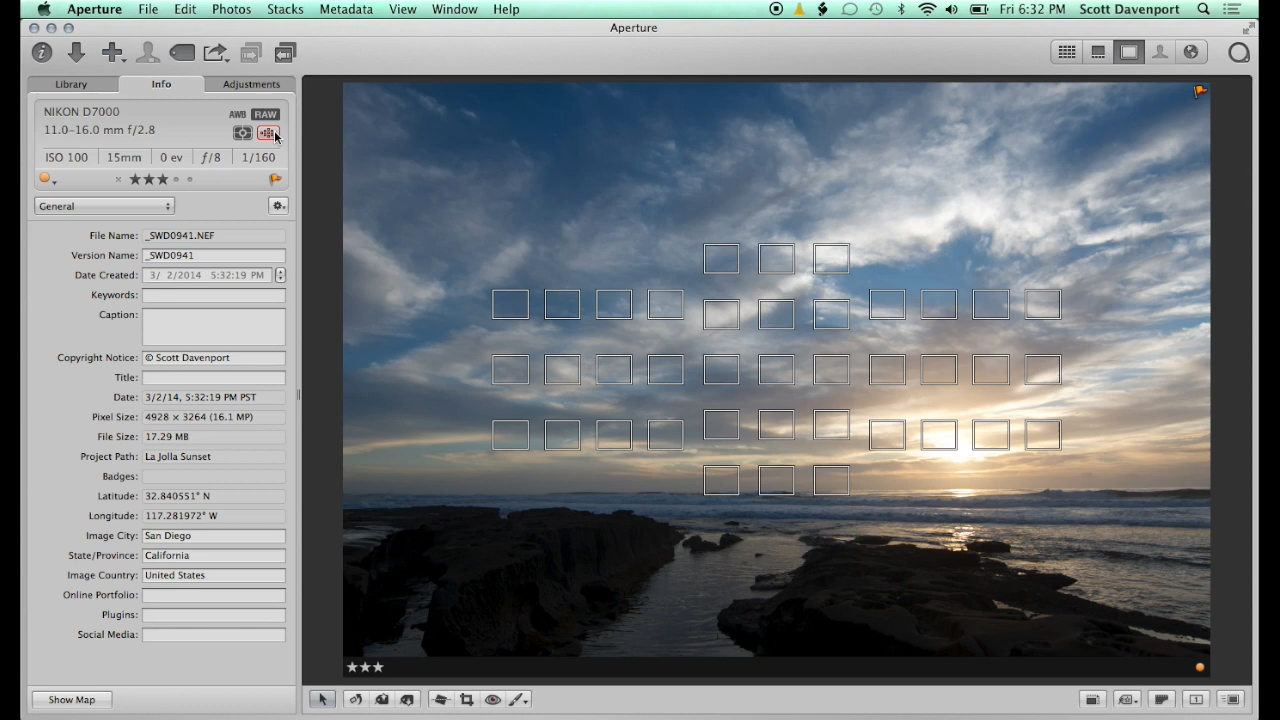 Aperture File Edit Photos Stacks Metadata View Window Help Fri 6:32 PM Scott Davenport
Aperture
Library Info Adjustments
NIKON D7000 AWB RAW
11.0–16.0 mm f/2.8
ISO 100 15mm 0 ev ƒ/8 1/160
General
File Name: _SWD0941.NEF
Version Name: _SWD0941
Date Created: 3/ 2/2014 5:32:19 PM
Keywords:
Caption:
Copyright Notice: © Scott Davenport
Title:
Date: 3/2/14, 5:32:19 PM PST
Pixel Size: 4928 × 3264 (16.1 MP)
File Size: 17.29 MB
Project Path: La Jolla Sunset
Badges:
Latitude: 32.840551° N
Longitude: 117.281972° W
Image City: San Diego
State/Province: California
Image Country: United States
Online Portfolio:
Plugins:
Social Media:
Show Map
1